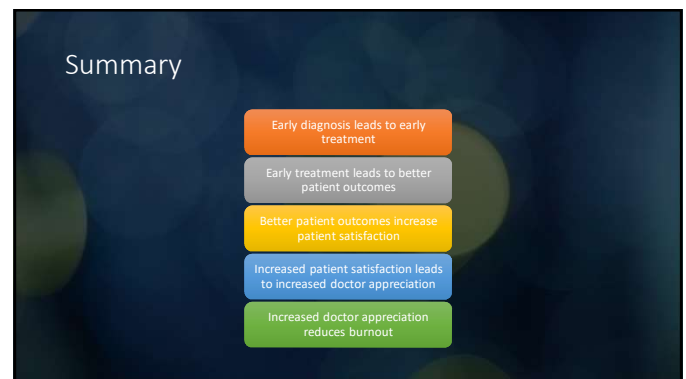 Summary
Early diagnosis leads to early
treatment
Early treatment leads to better
patient outcomes
Better patient outcomes increase
patient satisfaction
Increased patient satisfaction leads
to increased doctor appreciation
Increased doctor appreciation
reduces burnout